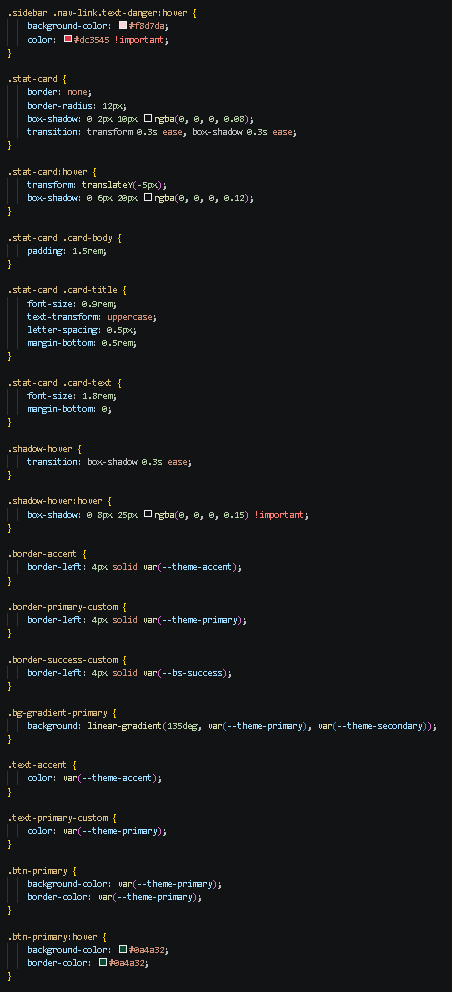 .sidebar .nav-link.text-danger:hover {
background-color: #f8d7da;
color: #dc3545 !important;
}
.stat-card {
border: none;
border-radius: 12px;
box-shadow: 0 2px 10px rgba(0, 0, 0, 0.08);
transition: transform 0.3s ease, box-shadow 0.3s ease;
}
.stat-card:hover {
transform: translateY(-5px);
box-shadow: 0 6px 20px rgba(0, 0, 0, 0.12);
}
.stat-card .card-body {
padding: 1.5rem;
}
.stat-card .card-title {
font-size: 0.9rem;
text-transform: uppercase;
letter-spacing: 0.5px;
margin-bottom: 0.5rem;
}
.stat-card .card-text {
font-size: 1.8rem;
margin-bottom: 0;
}
.shadow-hover {
transition: box-shadow 0.3s ease;
}
.shadow-hover:hover {
box-shadow: 0 8px 25px rgba(0, 0, 0, 0.15) !important;
}
.border-accent {
border-left: 4px solid var(--theme-accent);
}
.border-primary-custom {
border-left: 4px solid var(--theme-primary);
}
.border-success-custom {
border-left: 4px solid var(--bs-success);
}
.bg-gradient-primary {
background: linear-gradient(135deg, var(--theme-primary), var(--theme-secondary));
}
.text-accent {
color: var(--theme-accent);
}
.text-primary-custom {
color: var(--theme-primary);
}
.btn-primary {
background-color: var(--theme-primary);
border-color: var(--theme-primary);
}
.btn-primary:hover {
background-color: #0a4a32;
border-color: #0a4a32;
}